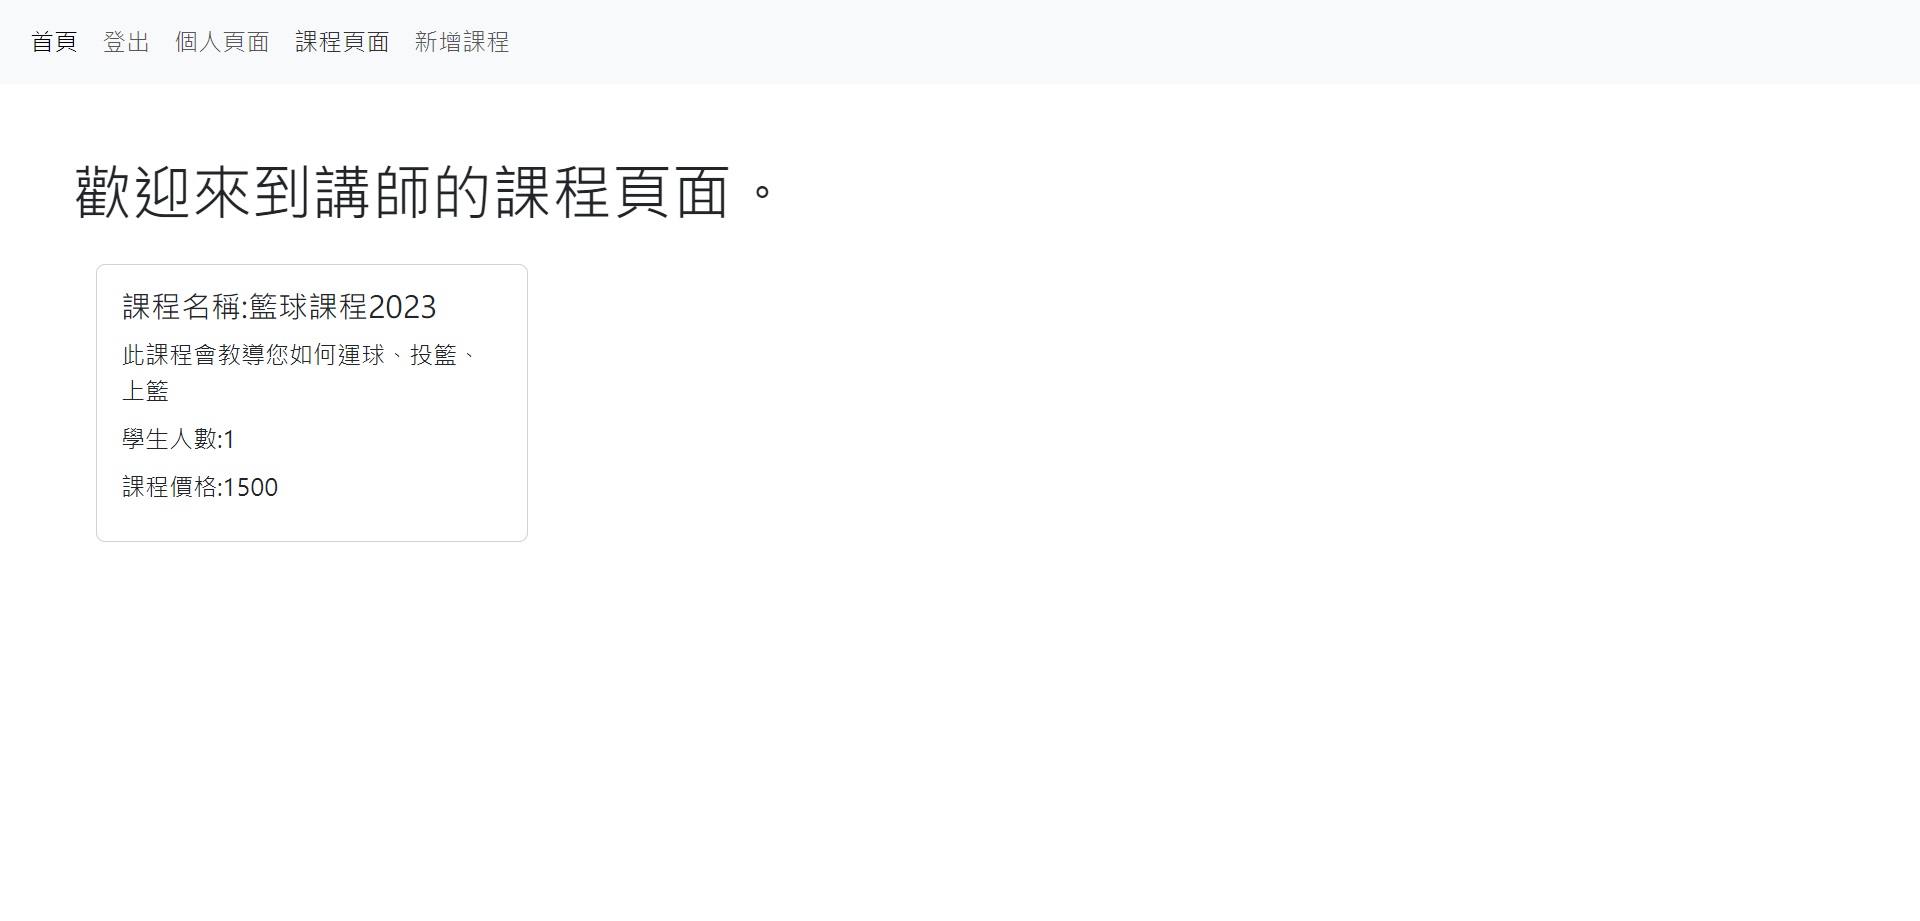 首頁 登出 個人頁面 課程頁面 新增課程
歡迎來到講師的課程頁面。
課程名稱:籃球課程2023
此課程會教導您如何運球、投籃、
上籃
學生人數:1
課程價格:1500